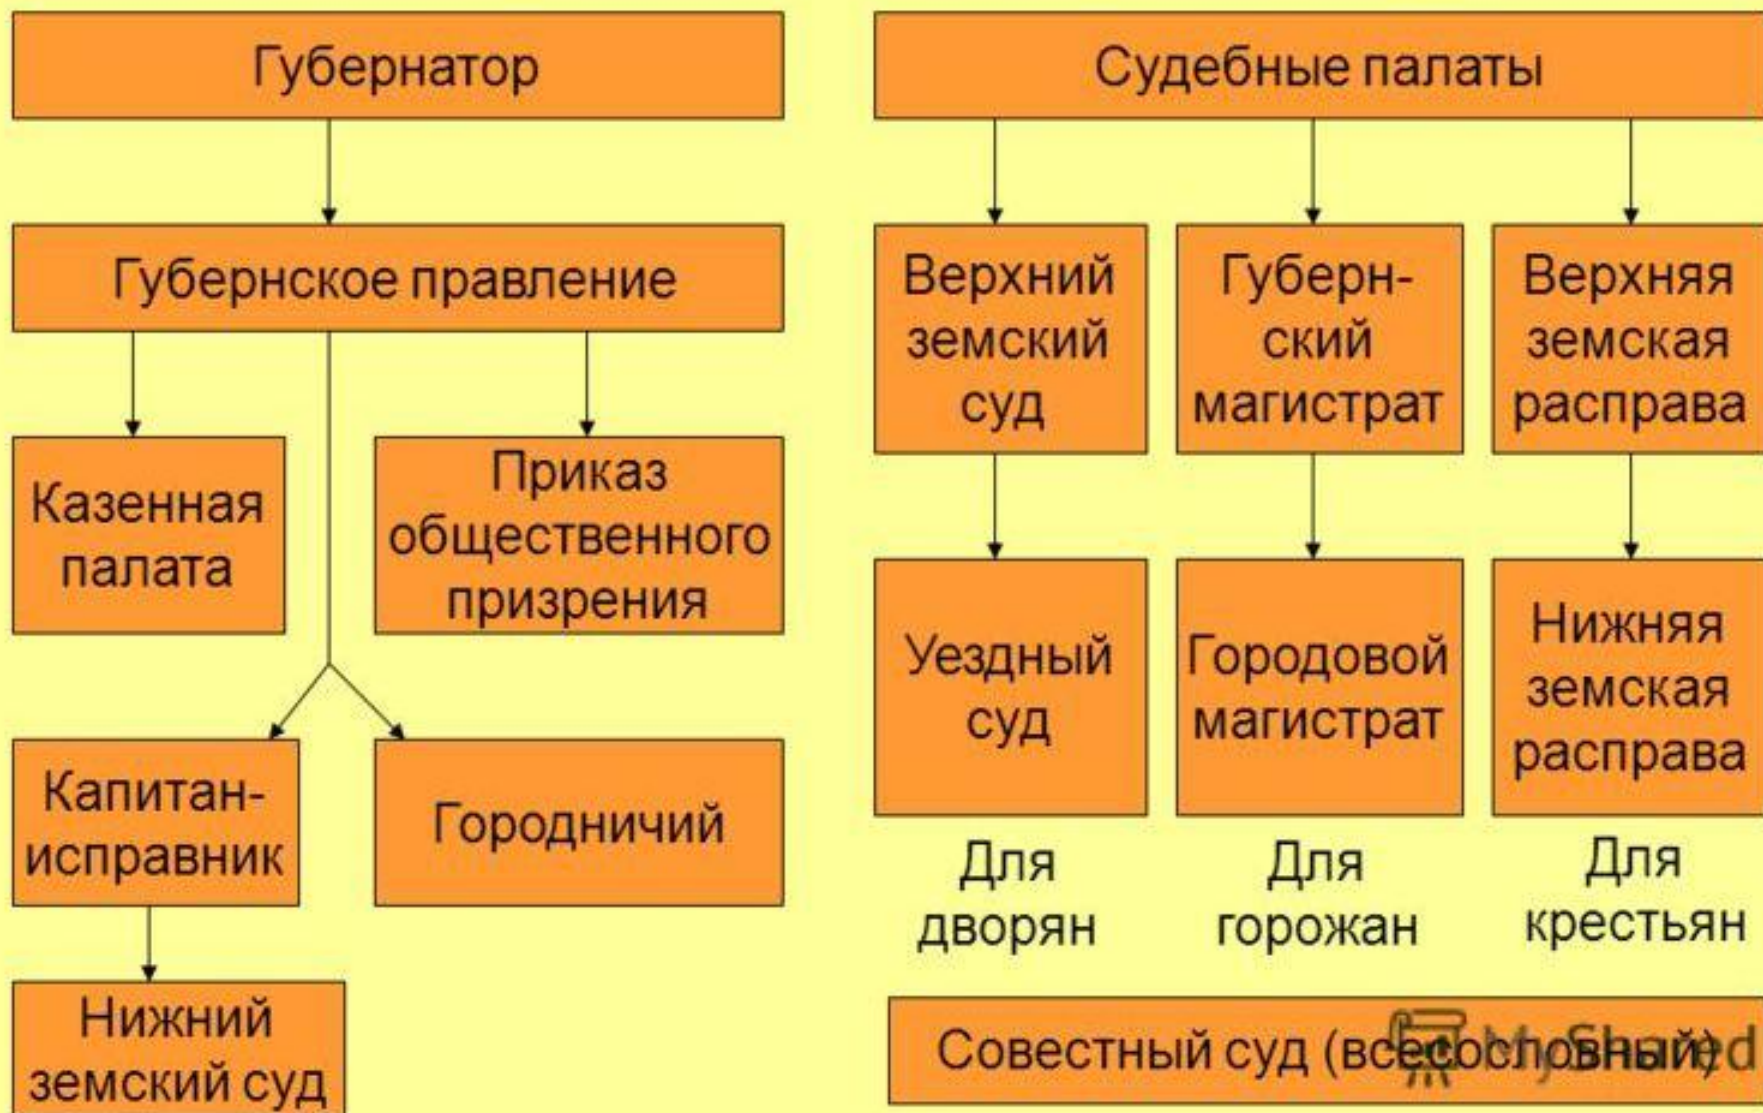 Губернатор
Губернское правление
Казенная
палата
Приказ
общественного
призрения
Капитан-
исправник
Городничий
Нижний
земский суд
Судебные палаты
Верхний
земский
суд
Губерн-
ский
магистрат
Верхняя
земская
расправа
Уездный
суд
Городовой
магистрат
Нижняя
земская
расправа
Для
дворян
Для
горожан
Для
крестьян
Совестный суд (всесословный)
MyShared